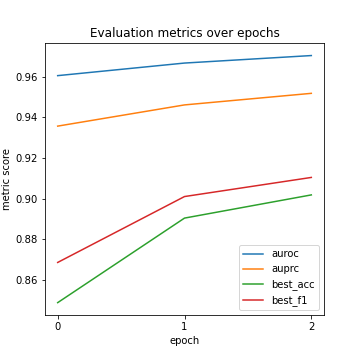 Evaluation metrics over epochs
metric score
0.96
0.94
0.92
0.90
0.88
0.86
auroc
auprc
best_acc
best_f1
0 1 2
epoch